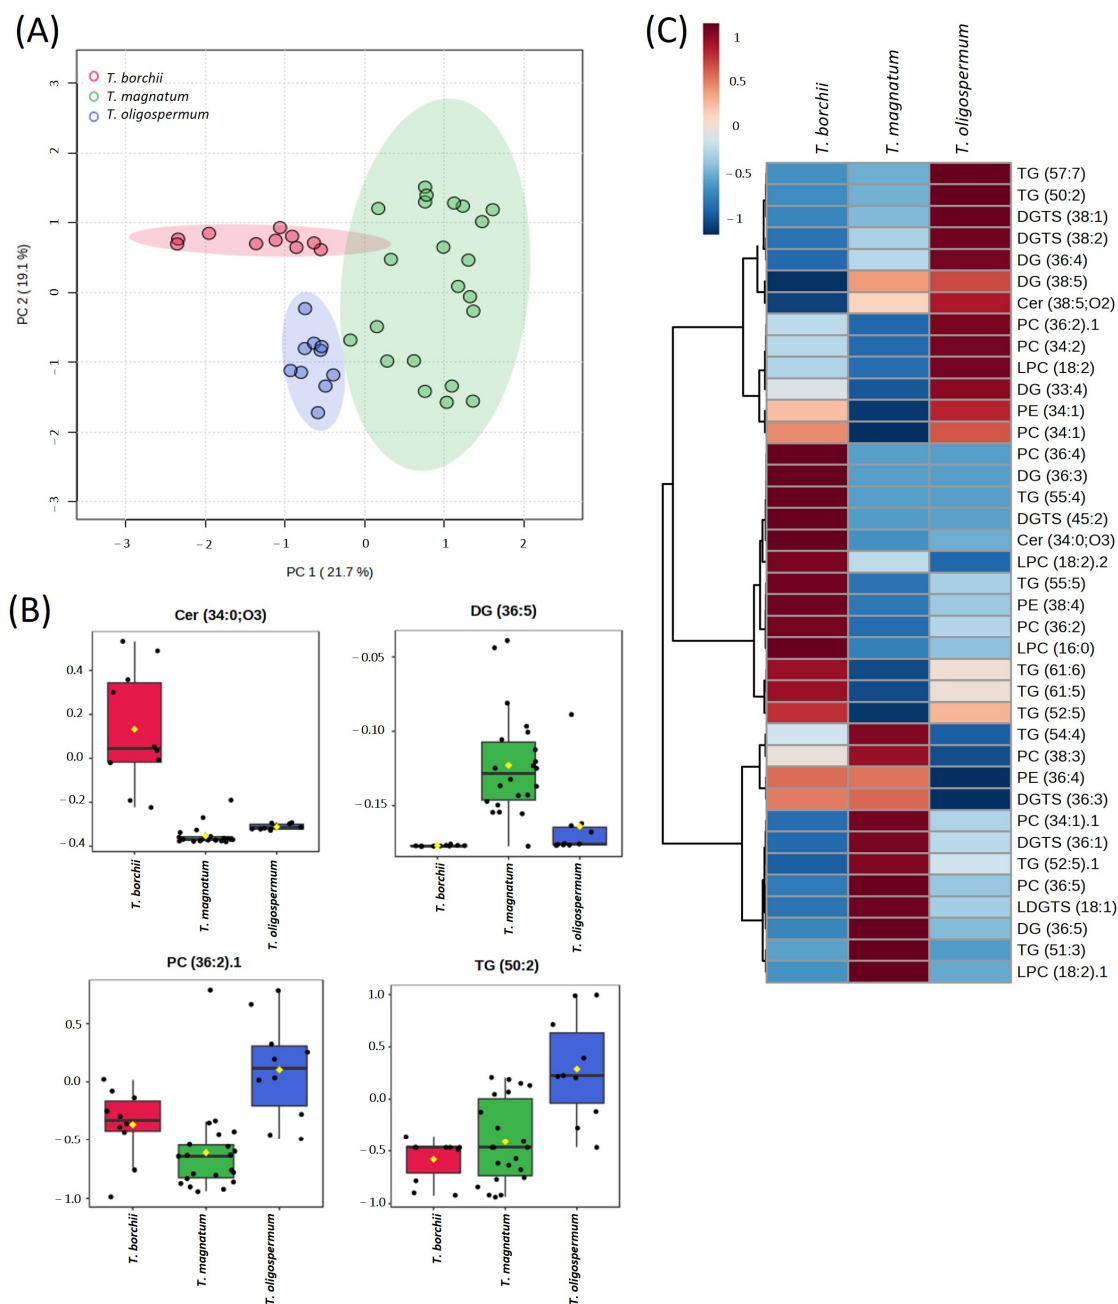 (A)
T. borchii
T. magnatum
T. oligospermum
3
2
1
0
−1
−2
−3
PC 2 ( 19.1 %)
−3
−2
−1
0
1
2
PC 1 ( 21.7 %)
(B)
Cer (34:0;O3)
0.4
0.2
0.0
−0.2
−0.4
T. borchii
T. magnatum
T. oligospermum
DG (36:5)
−0.05
−0.10
−0.15
T. borchii
T. magnatum
T. oligospermum
PC (36:2).1
0.5
0.0
−0.5
−1.0
T. borchii
T. magnatum
T. oligospermum
TG (50:2)
1.0
0.5
0.0
−0.5
−1.0
T. borchii
T. magnatum
T. oligospermum
(C)
1
0.5
0
−0.5
−1
T. borchii
T. magnatum
T. oligospermum
TG (57:7)
TG (50:2)
DGTS (38:1)
DGTS (38:2)
DG (36:4)
DG (38:5)
Cer (38:5;O2)
PC (36:2).1
PC (34:2)
LPC (18:2)
DG (33:4)
PE (34:1)
PC (34:1)
PC (36:4)
DG (36:3)
TG (55:4)
DGTS (45:2)
Cer (34:0;O3)
LPC (18:2).2
TG (55:5)
PE (38:4)
PC (36:2)
LPC (16:0)
TG (61:6)
TG (61:5)
TG (52:5)
TG (54:4)
PC (38:3)
PE (36:4)
DGTS (36:3)
PC (34:1).1
DGTS (36:1)
TG (52:5).1
PC (36:5)
LDGTS (18:1)
DG (36:5)
TG (51:3)
LPC (18:2).1